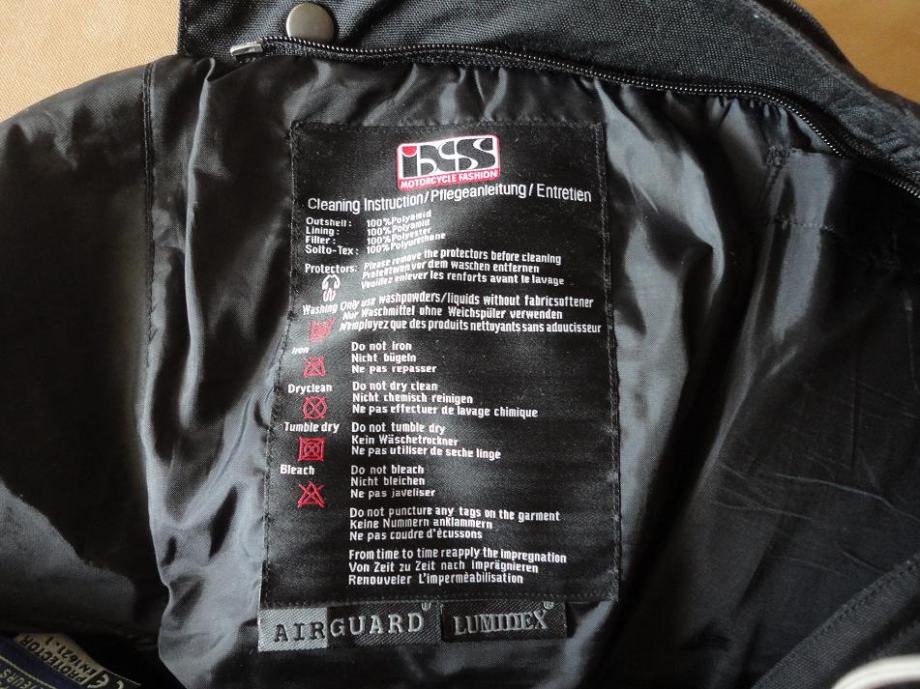 iXS
MOTORCYCLE FASHION
Cleaning Instruction/Pflegeanleitung/Entretien
Outshell: 100%Polyamid
Lining: 100%Polyamid
Filler: 100%Polyester
Solto-Tex: 100%Polyurethane
Protectors: Please remove the protectors before cleaning
Protektoren vor dem waschen entfernen
Veuillez enlever les renforts avant le lavage
Washing Only use washpowders/liquids without fabricsoftener
Nur Waschmittel ohne Weichspüler verwenden
N'employez que des produits nettoyants sans adoucisseur
Iron Do not iron
Nicht bügeln
Ne pas repasser
Dryclean Do not dry clean
Nicht chemisch reinigen
Ne pas effectuer de lavage chimique
Tumble dry Do not tumble dry
Kein Wäschetrockner
Ne pas utiliser de seche linge
Bleach Do not bleach
Nicht bleichen
Ne pas javeliser
Do not puncture any tags on the garment
Keine Nummern anklammern
Ne pas coudre d'écussons
From time to time reapply the impregnation
Von Zeit zu Zeit nach Imprägnieren
Renouveler L'imperméabilisation
AIRGUARD® LUMIDEX®
PROTECTOR
CE EN1621